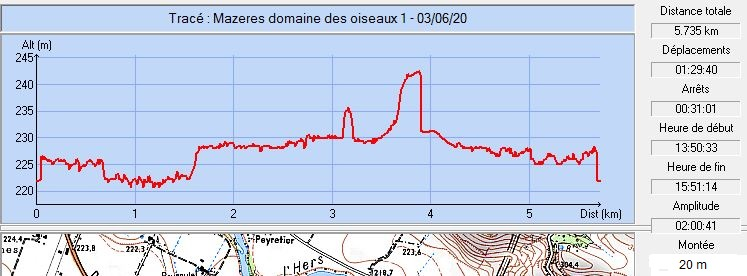 Tracé : Mazeres domaine des oiseaux 1 - 03/06/20
Alt (m)
245
240
235
230
225
220
0 1 2 3 4 5 Dist (km)
Distance totale
5.735 km
Déplacements
01:29:40
Arrêts
00:31:01
Heure de début
13:50:33
Heure de fin
15:51:14
Amplitude
02:00:41
Montée
20 m
224,4
223,8
222,3
Peyretier
l'Hers
223,6
304,4